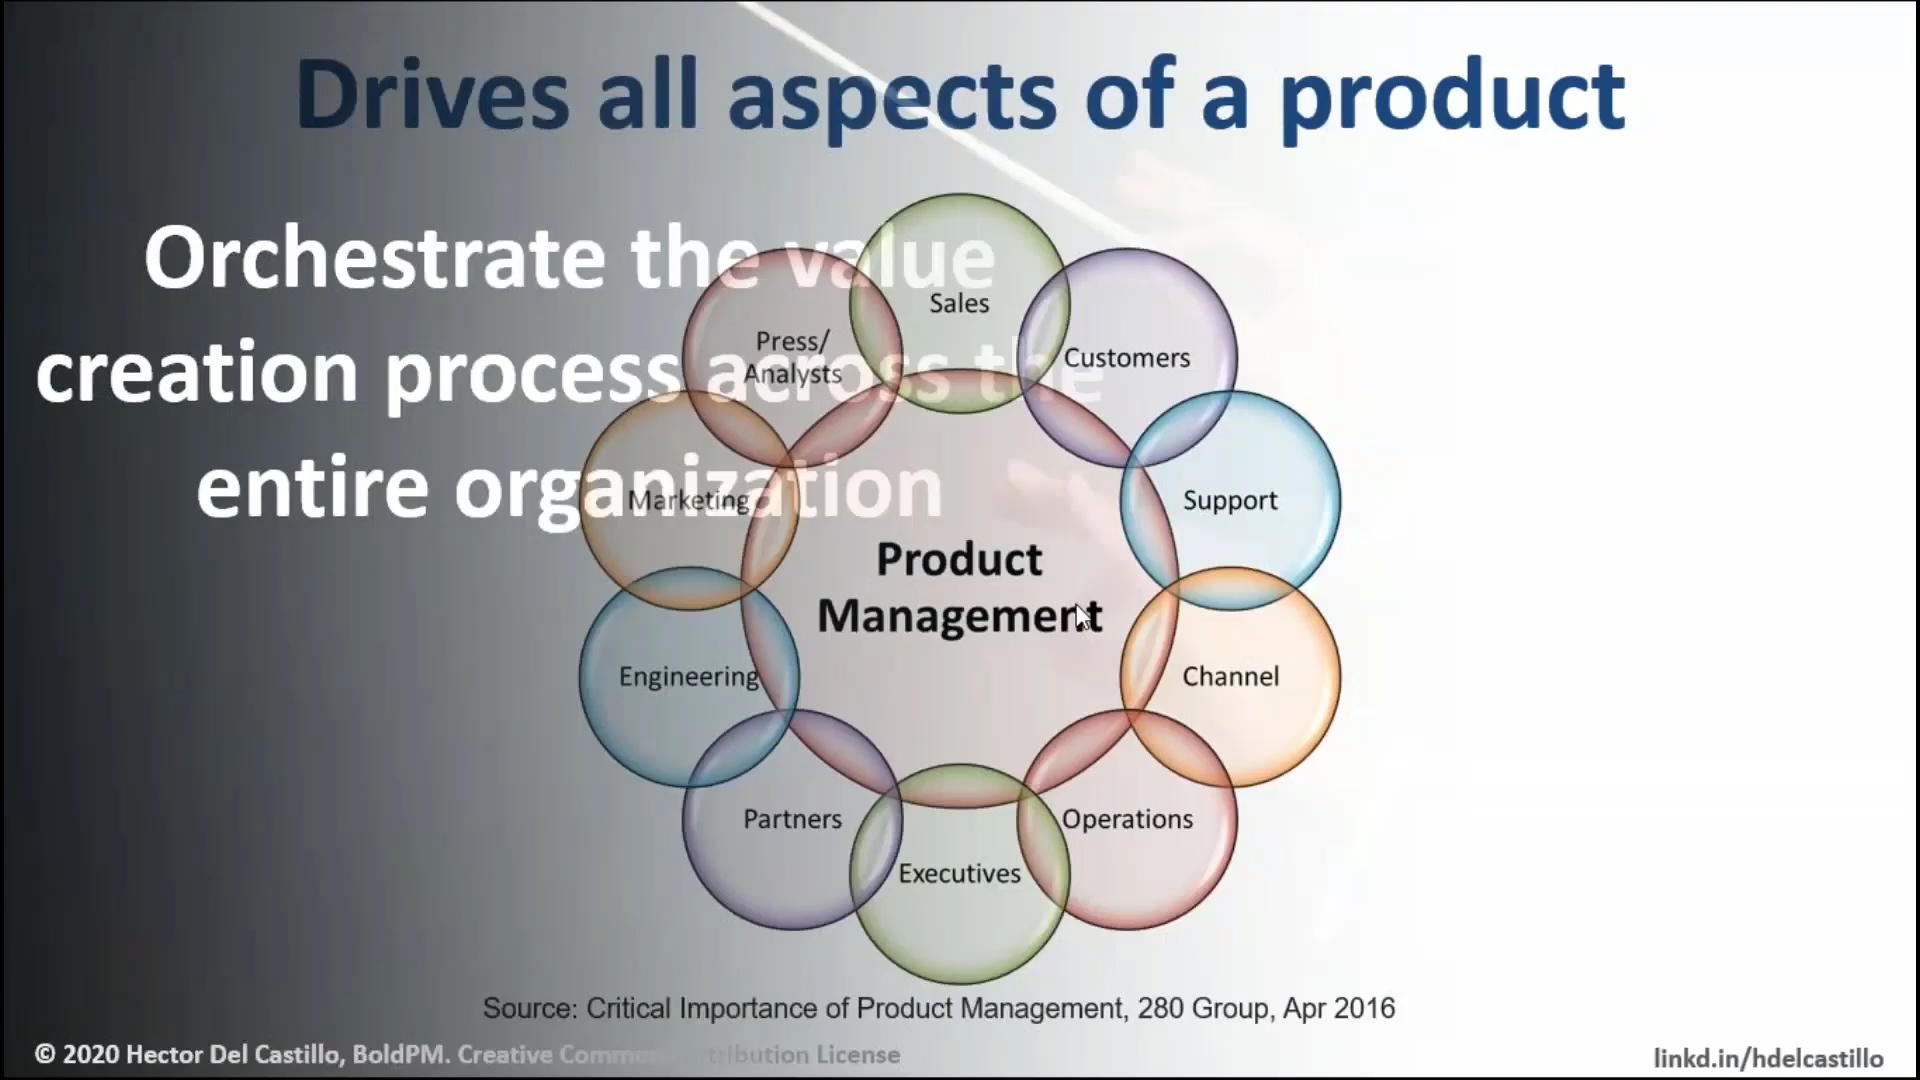 Drives all aspects of a product
Orchestrate the value
creation process across the
entire organization
Sales
Customers
Support
Channel
Operations
Executives
Partners
Engineering
Marketing
Press/
Analysts
Product
Management
Source: Critical Importance of Product Management, 280 Group, Apr 2016
© 2020 Hector Del Castillo, BoldPM. Creative Commons Attribution License
linkd.in/hdelcastillo